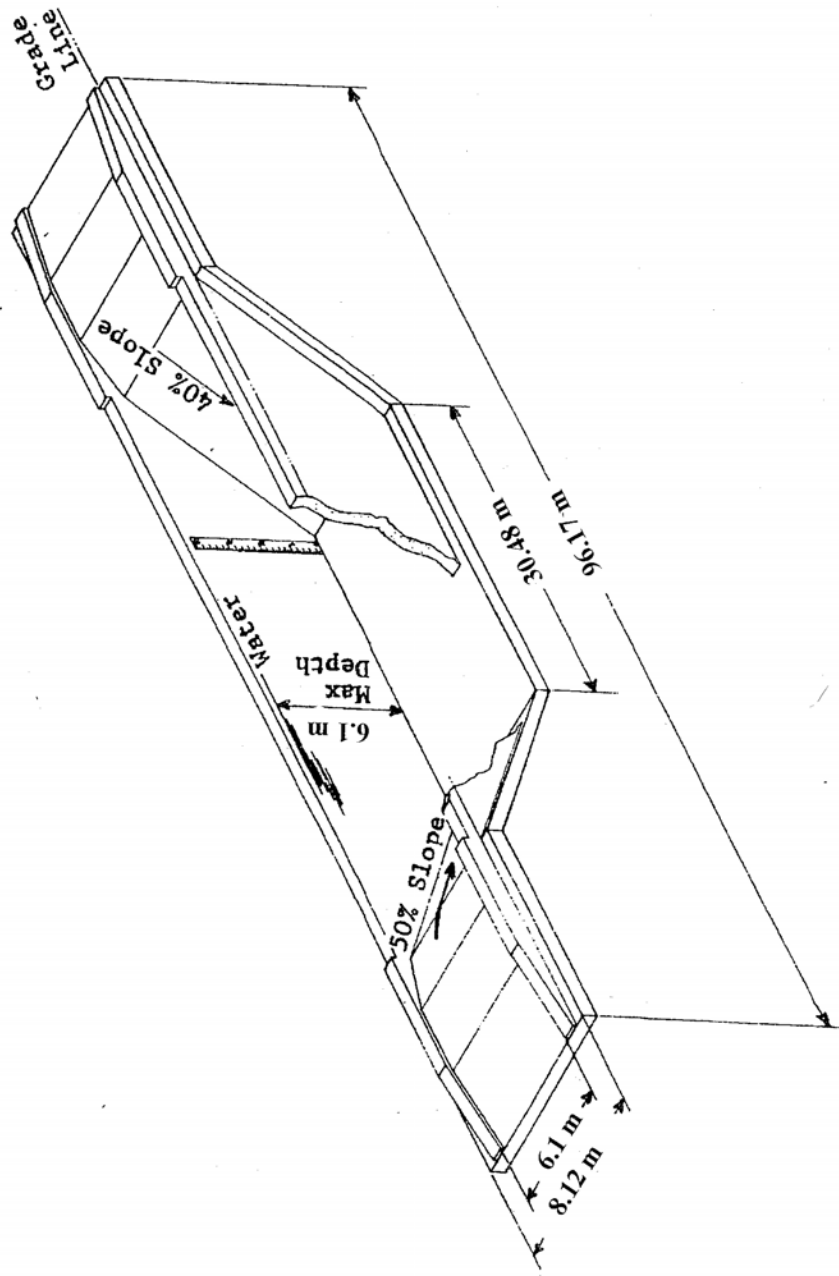 Grade
Line
40% Slope
Water
6.1 m
Max
Depth
50% Slope
30.48 m
96.17 m
6.1 m
8.12 m